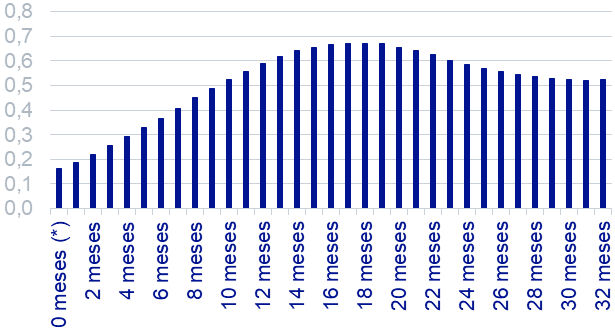 0,8
0,7
0,6
0,5
0,4
0,3
0,2
0,1
0,0
0 meses (*)
2 meses
4 meses
6 meses
8 meses
10 meses
12 meses
14 meses
16 meses
18 meses
20 meses
22 meses
24 meses
26 meses
28 meses
30 meses
32 meses